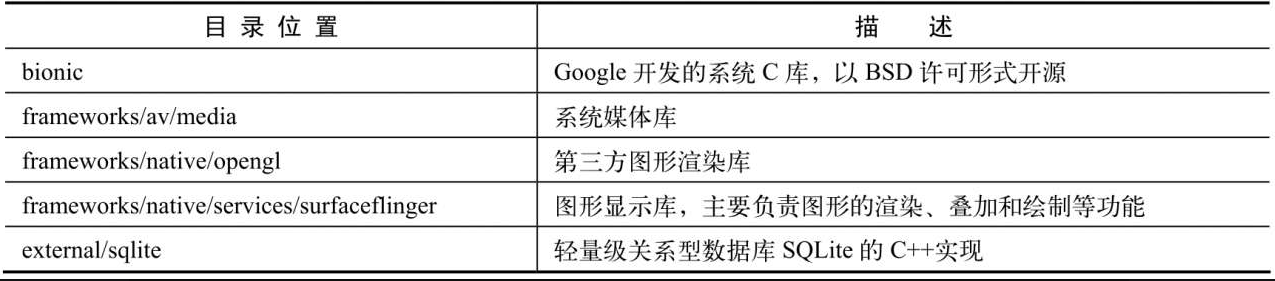 目录位置 描述
bionic Google 开发的系统 C 库，以 BSD 许可形式开源
frameworks/av/media 系统媒体库
frameworks/native/opengl 第三方图形渲染库
frameworks/native/services/surfaceflinger 图形显示库，主要负责图形的渲染、叠加和绘制等功能
external/sqlite 轻量级关系型数据库 SQLite 的 C++实现